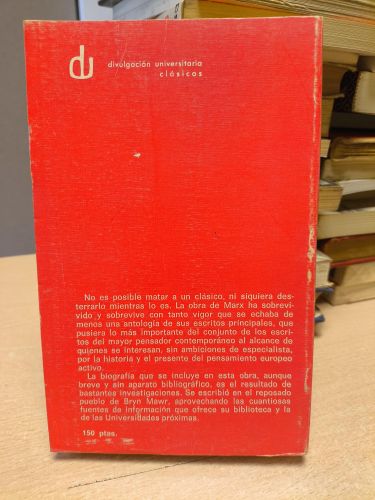 du
divulgación universitaria
clásicos
No es posible matar a un clásico, ni siquiera des-
terrarlo mientras lo es. La obra de Marx ha sobrevi-
vido y sobrevive con tanto vigor que se echaba de
menos una antología de sus escritos principales, que
pusiera lo más importante del conjunto de los escri-
tos del mayor pensador contemporáneo al alcance de
quienes se interesan, sin ambiciones de especialista,
por la historia y el presente del pensamiento europeo
activo.
La biografía que se incluye en esta obra, aunque
breve y sin aparato bibliográfico, es el resultado de
bastantes investigaciones. Se escribió en el reposado
pueblo de Bryn Mawr, aprovechando las cuantiosas
fuentes de información que ofrece su biblioteca y la
de las Universidades próximas.
150 ptas.